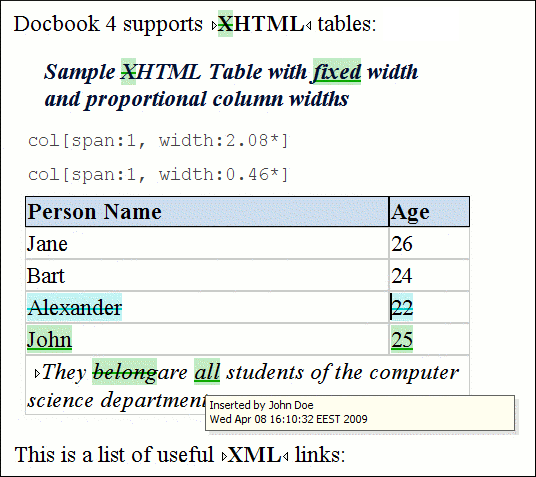 Docbook 4 supports XHTML tables:
Sample XHTML Table with fixed width
and proportional column widths
col[span:1, width:2.08*]
col[span:1, width:0.46*]
Person Name Age
Jane 26
Bart 24
Alexander 22
John 25
They belongare all students of the computer
science department
Inserted by John Doe
Wed Apr 08 16:10:32 EEST 2009
This is a list of useful XML links: